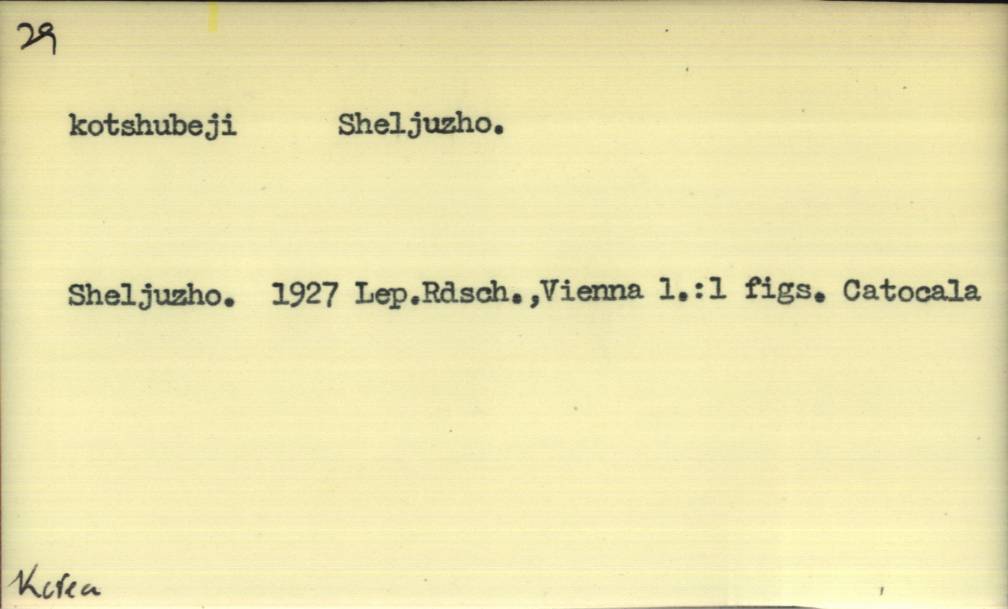 29
kotshubeji Sheljuzho.
Sheljuzho. 1927 Lep.Rdsch.,Vienna 1.:1 figs. Catocala
Korea